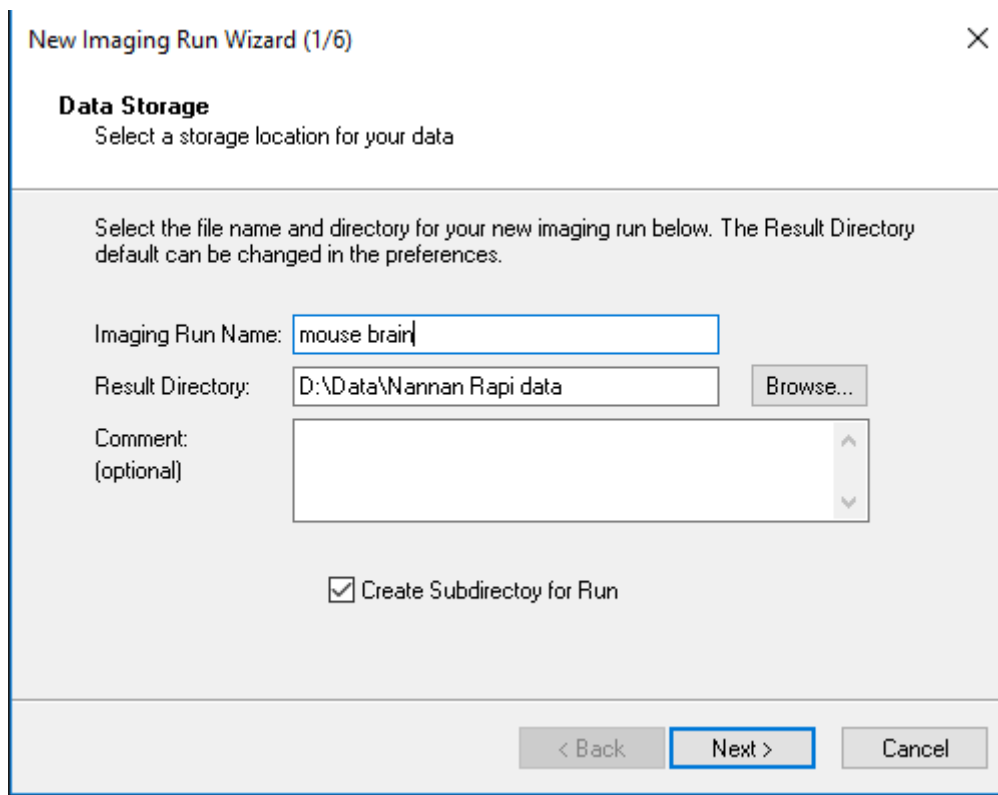 New Imaging Run Wizard (1/6)
Data Storage
Select a storage location for your data
Select the file name and directory for your new imaging run below. The Result Directory
default can be changed in the preferences.
Imaging Run Name: mouse brain
Result Directory: D:\Data\Nannan Rapi data Browse...
Comment:
(optional)
Create Subdirectoy for Run
< Back Next > Cancel